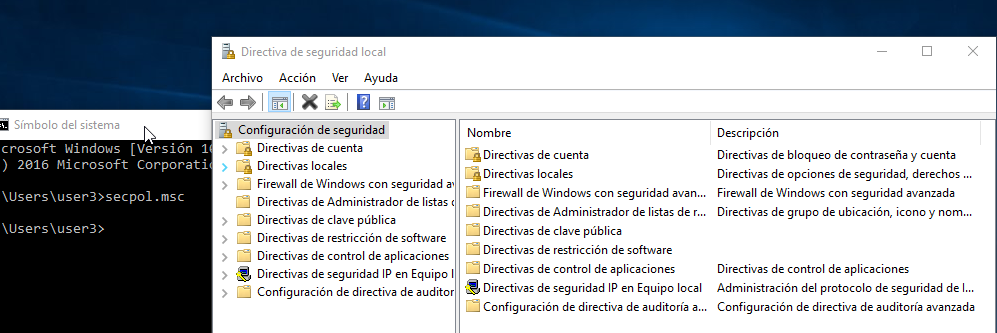 Directiva de seguridad local
Archivo Acción Ver Ayuda
Símbolo del sistema
crosoft Windows [Versión 10
) 2016 Microsoft Corporatio
\Users\user3>secpol.msc
\Users\user3>
Configuración de seguridad
Directivas de cuenta
Directivas locales
Firewall de Windows con seguridad av
Directivas de Administrador de listas d
Directivas de clave pública
Directivas de restricción de software
Directivas de control de aplicaciones
Directivas de seguridad IP en Equipo l
Configuración de directiva de auditor
Nombre Descripción
Directivas de cuenta Directivas de bloqueo de contraseña y cuenta
Directivas locales Directivas de opciones de seguridad, derechos ...
Firewall de Windows con seguridad avan... Firewall de Windows con seguridad avanzada
Directivas de Administrador de listas de r... Directivas de grupo de ubicación, icono y nom...
Directivas de clave pública
Directivas de restricción de software
Directivas de control de aplicaciones Directivas de control de aplicaciones
Directivas de seguridad IP en Equipo local Administración del protocolo de seguridad de I...
Configuración de directiva de auditoría a... Configuración de directiva de auditoría avanzada